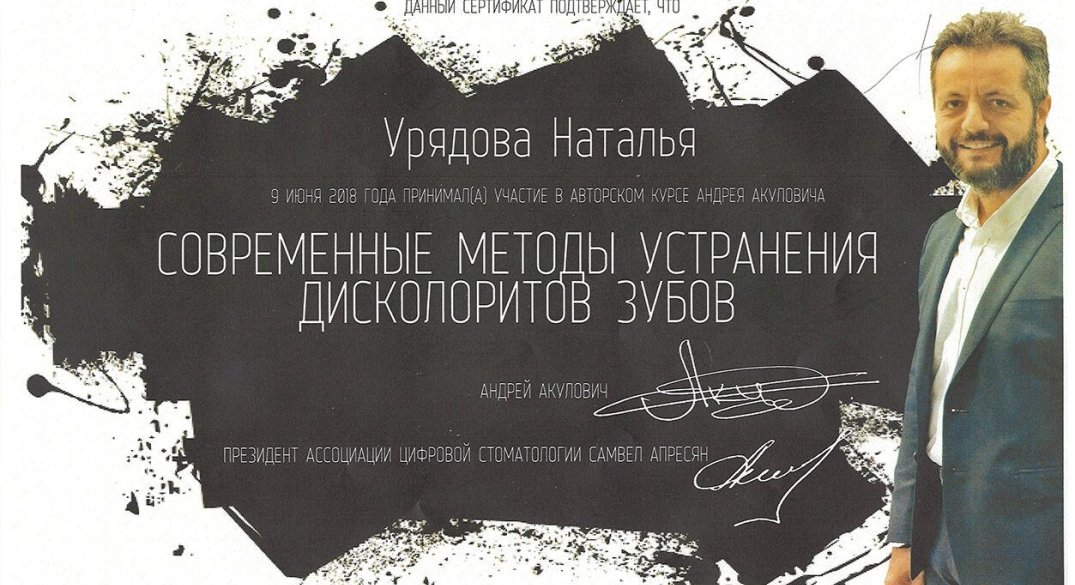 ДАННЫЙ СЕРТИФИКАТ ПОДТВЕРЖДАЕТ, ЧТО
Урядова Наталья
9 ИЮНЯ 2018 ГОДА ПРИНИМАЛ(А) УЧАСТИЕ В АВТОРСКОМ КУРСЕ АНДРЕЯ АКУЛОВИЧА
СОВРЕМЕННЫЕ МЕТОДЫ УСТРАНЕНИЯ
ДИСКОЛОРИТОВ ЗУБОВ
АНДРЕЙ АКУЛОВИЧ
ПРЕЗИДЕНТ АССОЦИАЦИИ ЦИФРОВОЙ СТОМАТОЛОГИИ САМВЕЛ АПРЕСЯН